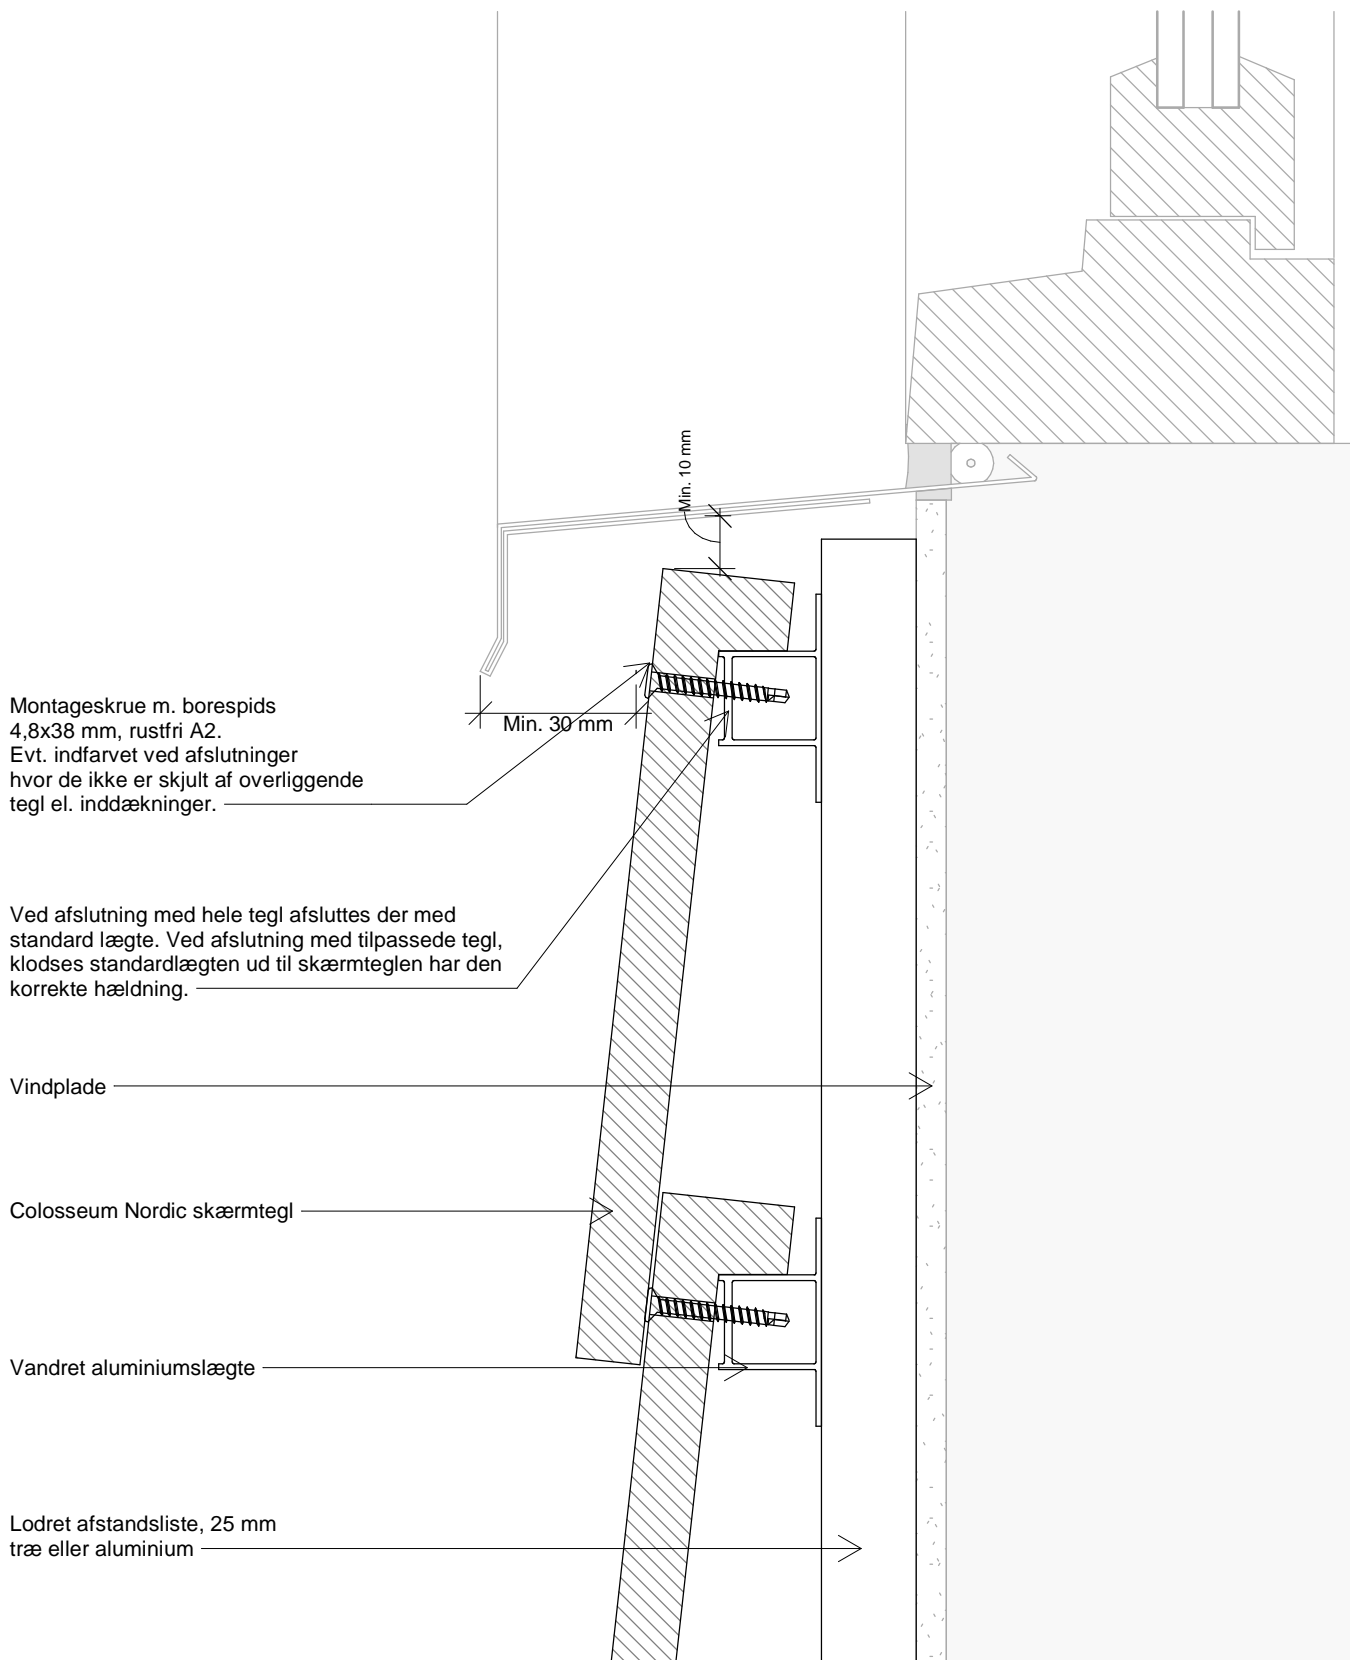 Min. 10 mm
Montageskrue m. borespids
4,8x38 mm, rustfri A2.
Evt. indfarvet ved afslutninger
hvor de ikke er skjult af overliggende
tegl el. inddækninger.
Min. 30 mm
Ved afslutning med hele tegl afsluttes der med
standard lægte. Ved afslutning med tilpassede tegl,
klodses standardlægten ud til skærmteglen har den
korrekte hældning.
Vindplade
Colosseum Nordic skærmtegl
Vandret aluminiumslægte
Lodret afstandsliste, 25 mm
træ eller aluminium